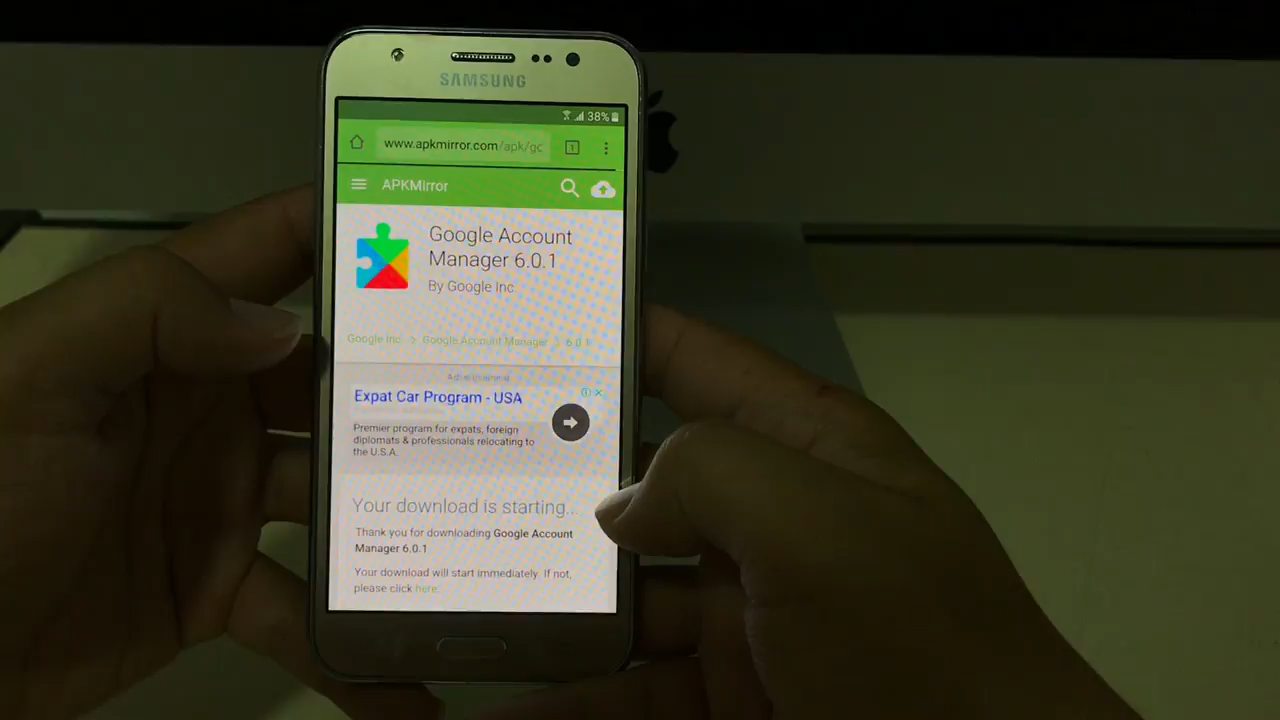 SAMSUNG
38%
www.apkmirror.com/apk/gc
1
APKMirror
Google Account
Manager 6.0.1
By Google Inc
Google Inc. > Google Account Manager > 6.0.1
Advertisement
Expat Car Program - USA
Premier program for expats, foreign
diplomats & professionals relocating to
the U.S.A.
Your download is starting...
Thank you for downloading Google Account
Manager 6.0.1
Your download will start immediately. If not,
please click here.